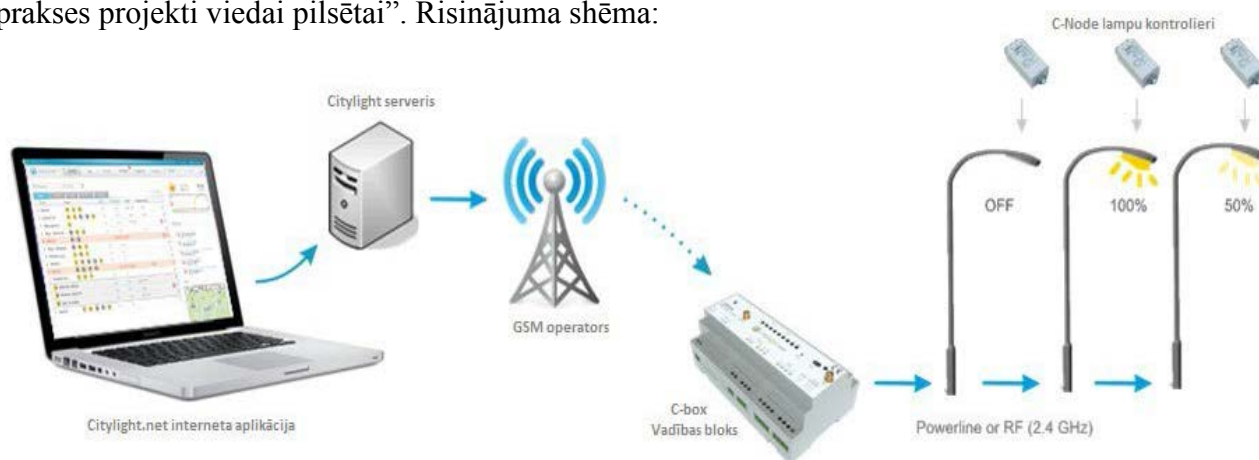 prakses projekti viedai pilsētai”. Risinājuma shēma:
C-Node lampu kontrolieri
Citylight serveris
OFF
100%
50%
GSM operators
Citylight.net interneta aplikācija
C-box
Vadības bloks
Powerline or RF (2.4 GHz)